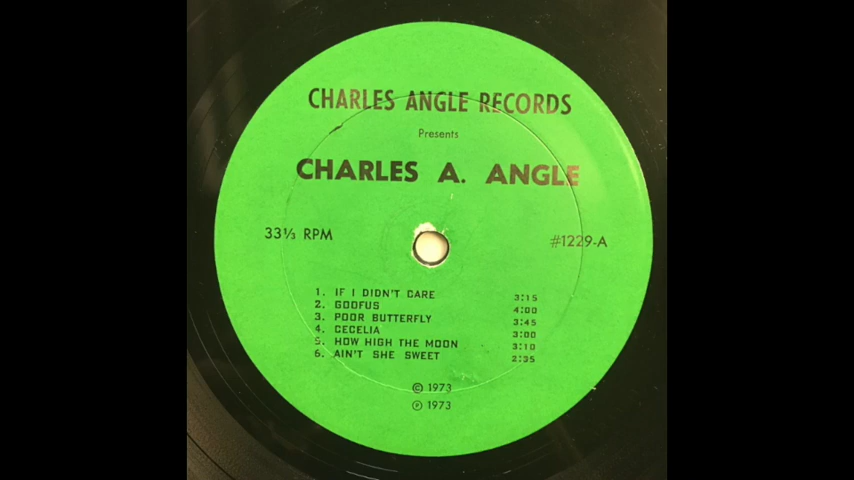 CHARLES ANGLE RECORDS
Presents
CHARLES A. ANGLE
33⅓ RPM #1229-A
1. IF I DIDN'T CARE 3:15
2. GOOFUS 4:00
3. POOR BUTTERFLY 3:45
4. CECELIA 3:00
5. HOW HIGH THE MOON 3:10
6. AIN'T SHE SWEET 2:35
© 1973
℗ 1973